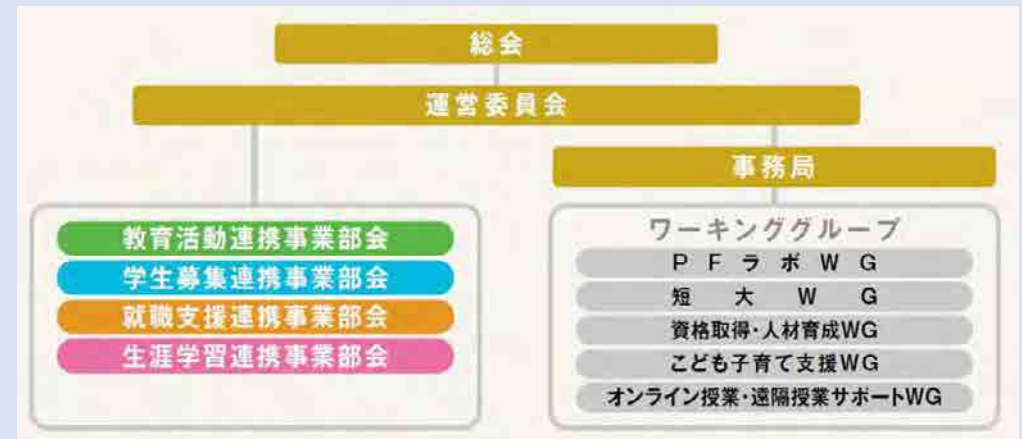 総会
運営委員会
事務局
教育活動連携事業部会
学生募集連携事業部会
就職支援連携事業部会
生涯学習連携事業部会
ワーキンググループ
PFラボWG
短大WG
資格取得・人材育成WG
こども子育て支援WG
オンライン授業・遠隔授業サポートWG